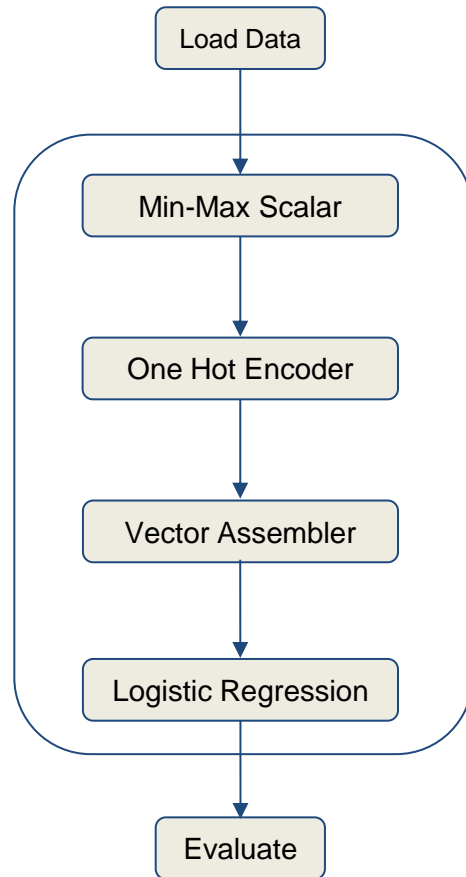 Load Data
Min-Max Scalar
One Hot Encoder
Vector Assembler
Logistic Regression
Evaluate